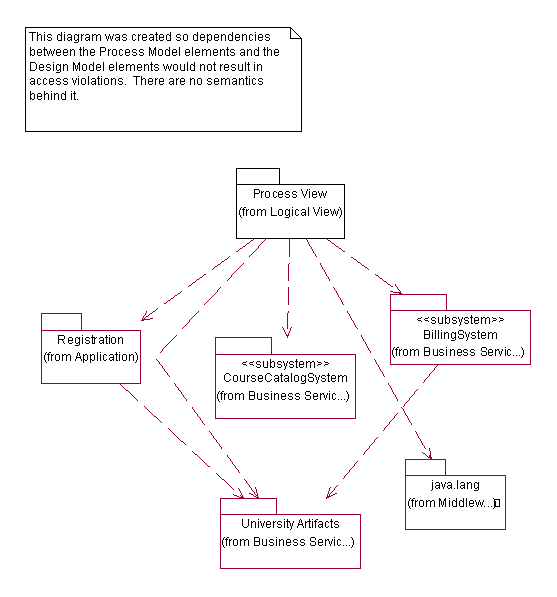 This diagram was created so dependencies
between the Process Model elements and the
Design Model elements would not result in
access violations.  There are no semantics
behind it.
Process View
(from Logical View)
Registration
(from Application)
<<subsystem>>
CourseCatalogSystem
(from Business Servic...)
<<subsystem>>
BillingSystem
(from Business Servic...)
java.lang
(from Middlew...)
University Artifacts
(from Business Servic...)